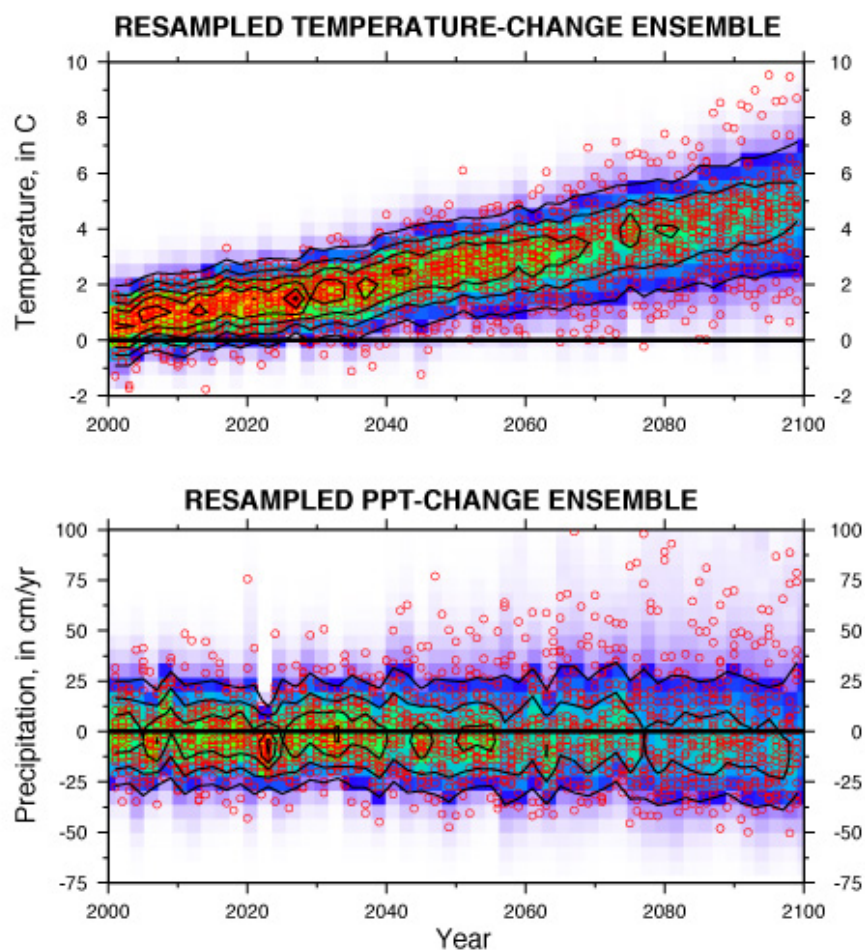 RESAMPLED TEMPERATURE-CHANGE ENSEMBLE
10 10
8 8
6 6
4 4
2 2
0 0
-2 -2
Temperature, in C
2000 2020 2040 2060 2080 2100
RESAMPLED PPT-CHANGE ENSEMBLE
100 100
75 75
50 50
25 25
0 0
-25 -25
-50 -50
-75 -75
Precipitation, in cm/yr
2000 2020 2040 2060 2080 2100
Year